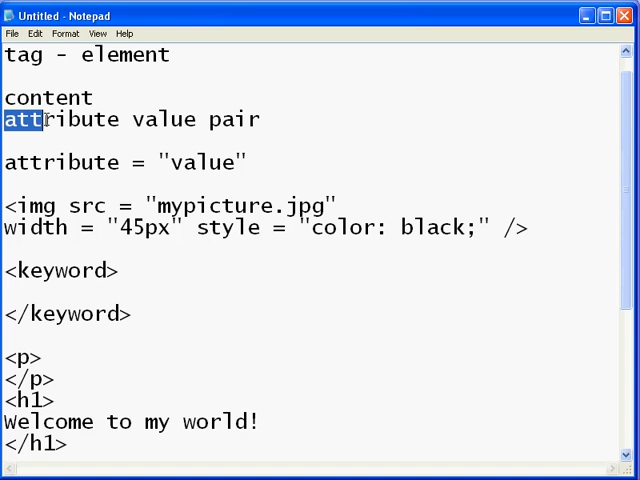 Untitled - Notepad
File Edit Format View Help
tag - element
content
attribute value pair
attribute = "value"
<img src = "mypicture.jpg"
width = "45px" style = "color: black;" />
<keyword>
</keyword>
<p>
</p>
<h1>
Welcome to my world!
</h1>